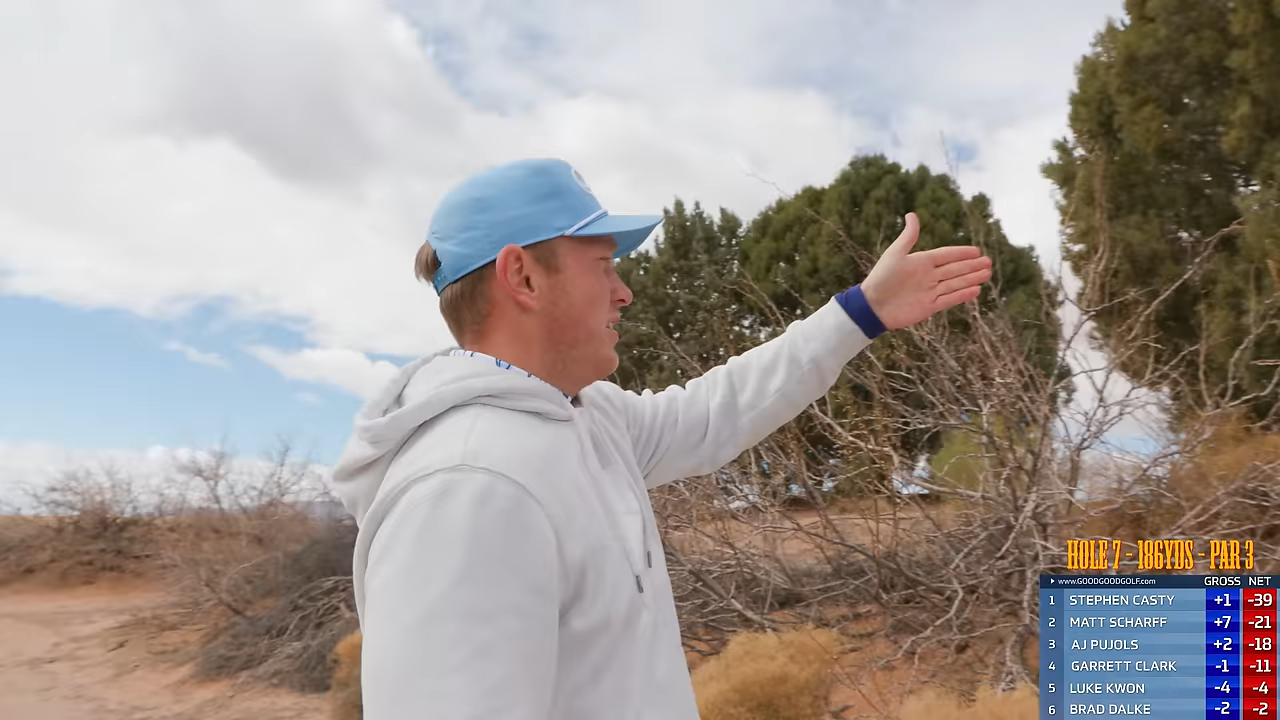 HOLE 7 - 186YDS - PAR 3
www.GOODGOODGOLF.com GROSS NET
1 STEPHEN CASTY +1 -39
2 MATT SCHARFF +7 -21
3 AJ PUJOLS +2 -18
4 GARRETT CLARK -1 -11
5 LUKE KWON -4 -4
6 BRAD DALKE -2 -2